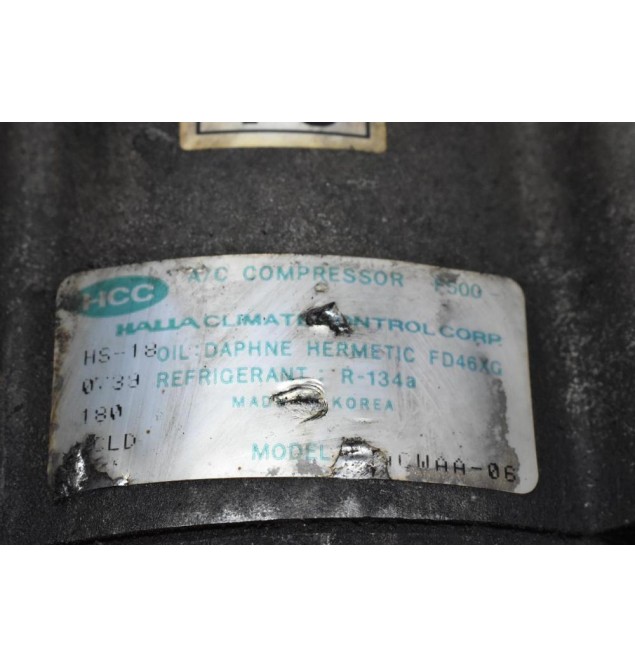 HCC A/C COMPRESSOR F500
HALLA CLIMATE CONTROL CORP.
HS-18 OIL:DAPHNE HERMETIC FD46XG
REFRIGERANT : R-134a
180 MADE IN KOREA
MODEL